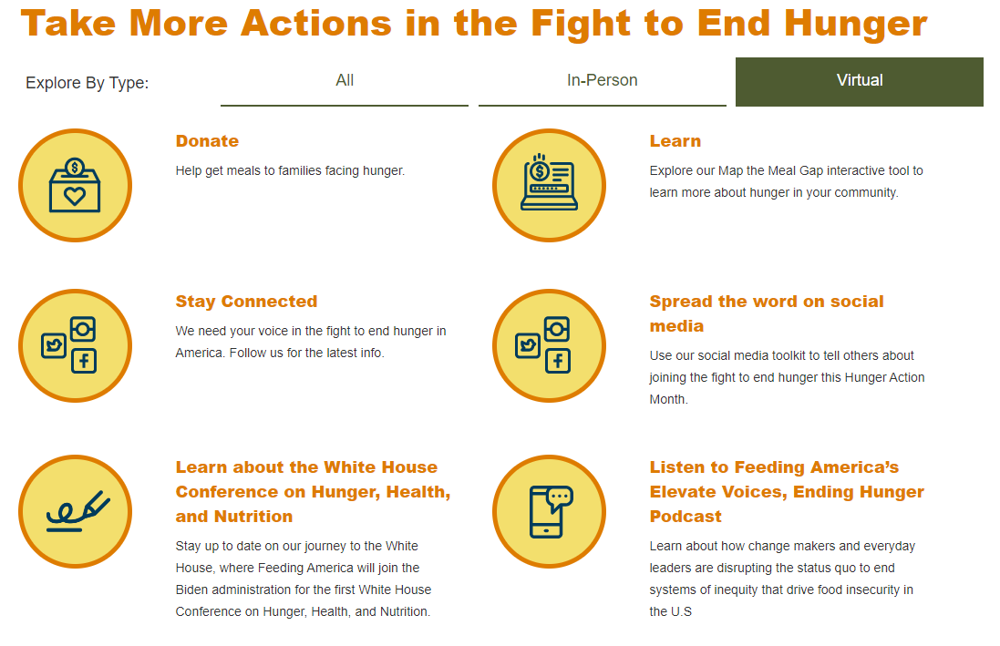 Take More Actions in the Fight to End Hunger
Explore By Type:
All
In-Person
Virtual
Donate
Help get meals to families facing hunger.
Learn
Explore our Map the Meal Gap interactive tool to
learn more about hunger in your community.
Stay Connected
We need your voice in the fight to end hunger in
America. Follow us for the latest info.
Spread the word on social
media
Use our social media toolkit to tell others about
joining the fight to end hunger this Hunger Action
Month.
Learn about the White House
Conference on Hunger, Health,
and Nutrition
Stay up to date on our journey to the White
House, where Feeding America will join the
Biden administration for the first White House
Conference on Hunger, Health, and Nutrition.
Listen to Feeding America’s
Elevate Voices, Ending Hunger
Podcast
Learn about how change makers and everyday
leaders are disrupting the status quo to end
systems of inequity that drive food insecurity in
the U.S